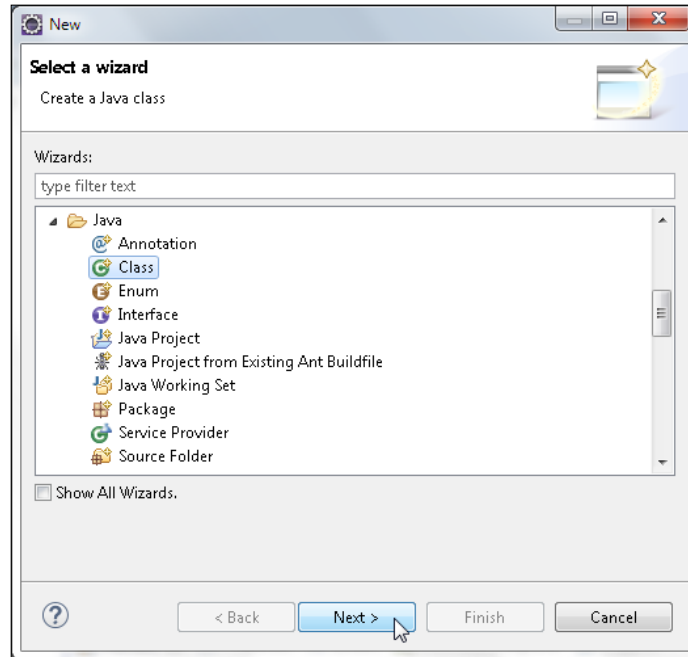 New
Select a wizard
Create a Java class
Wizards:
type filter text
Java
Annotation
Class
Enum
Interface
Java Project
Java Project from Existing Ant Buildfile
Java Working Set
Package
Service Provider
Source Folder
Show All Wizards.
< Back Next > Finish Cancel